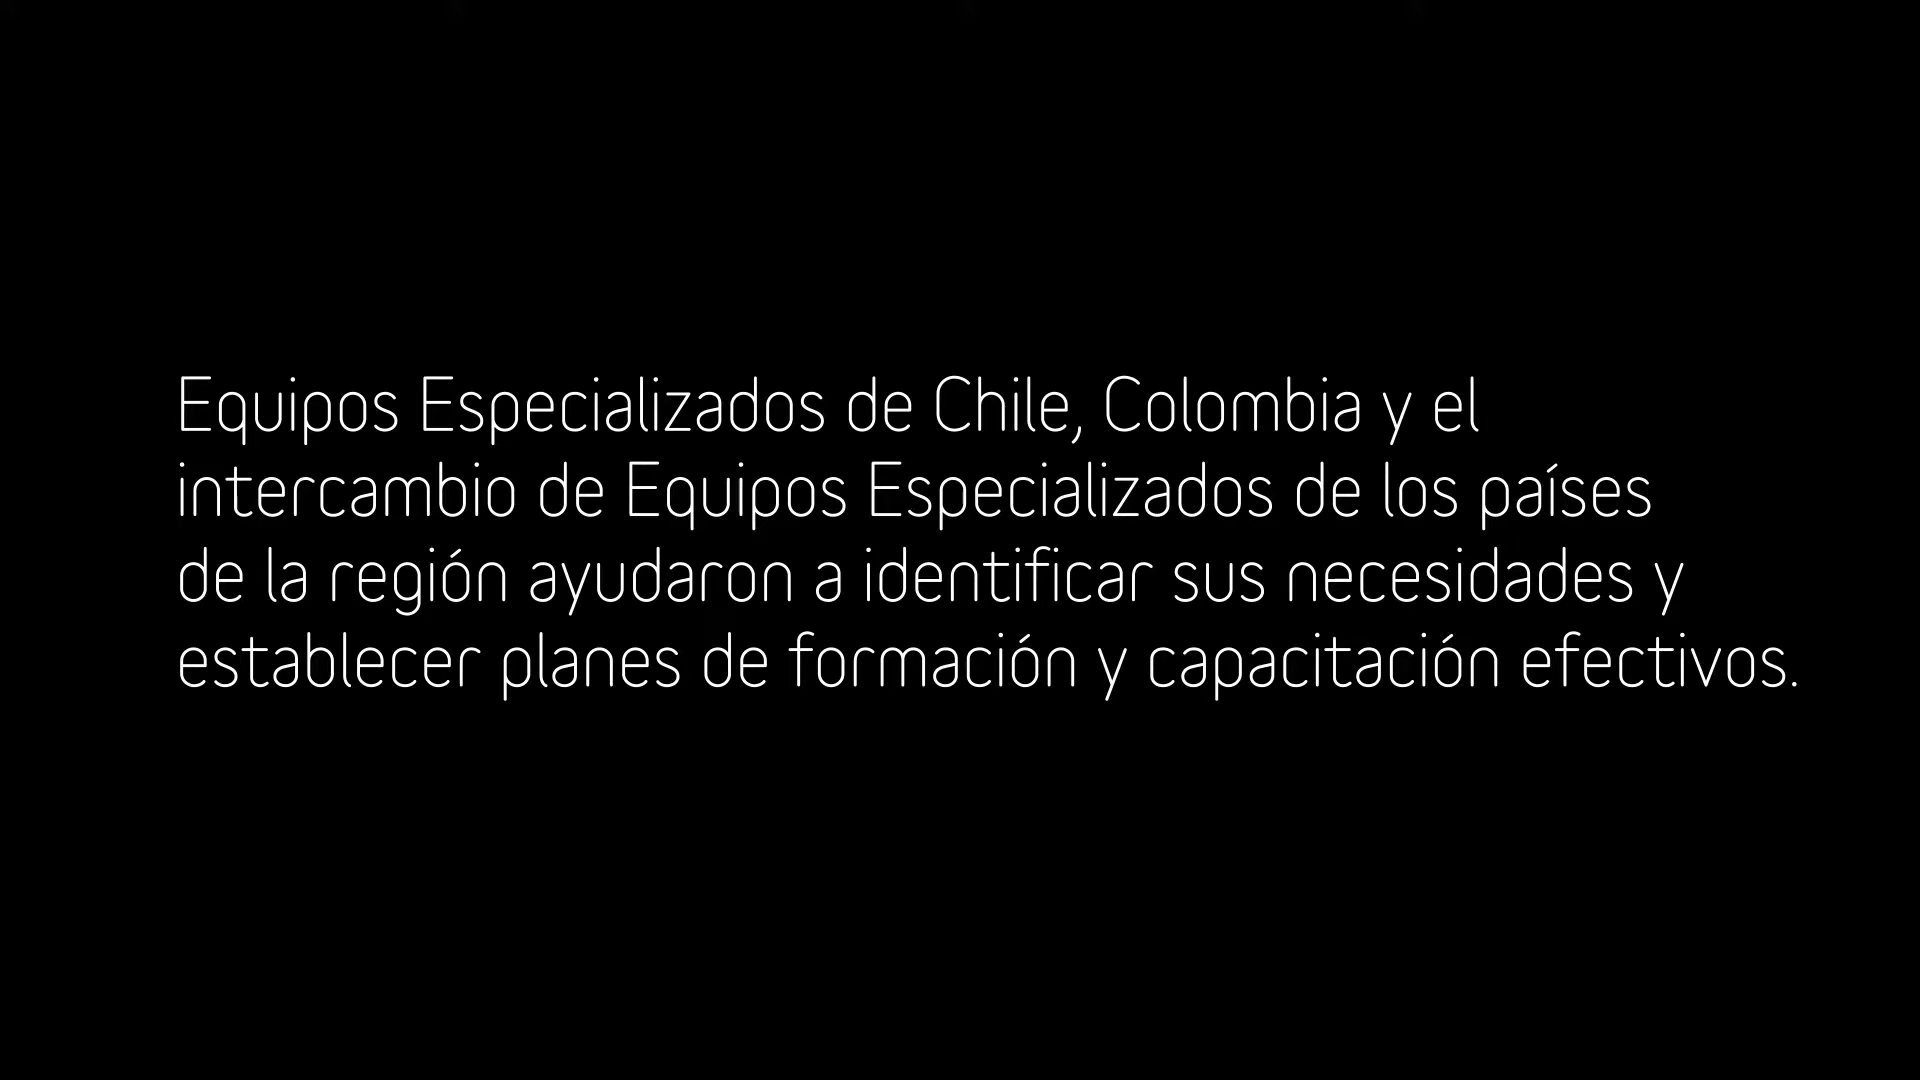 Equipos Especializados de Chile, Colombia y el
intercambio de Equipos Especializados de los países
de la región ayudaron a identificar sus necesidades y
establecer planes de formación y capacitación efectivos.